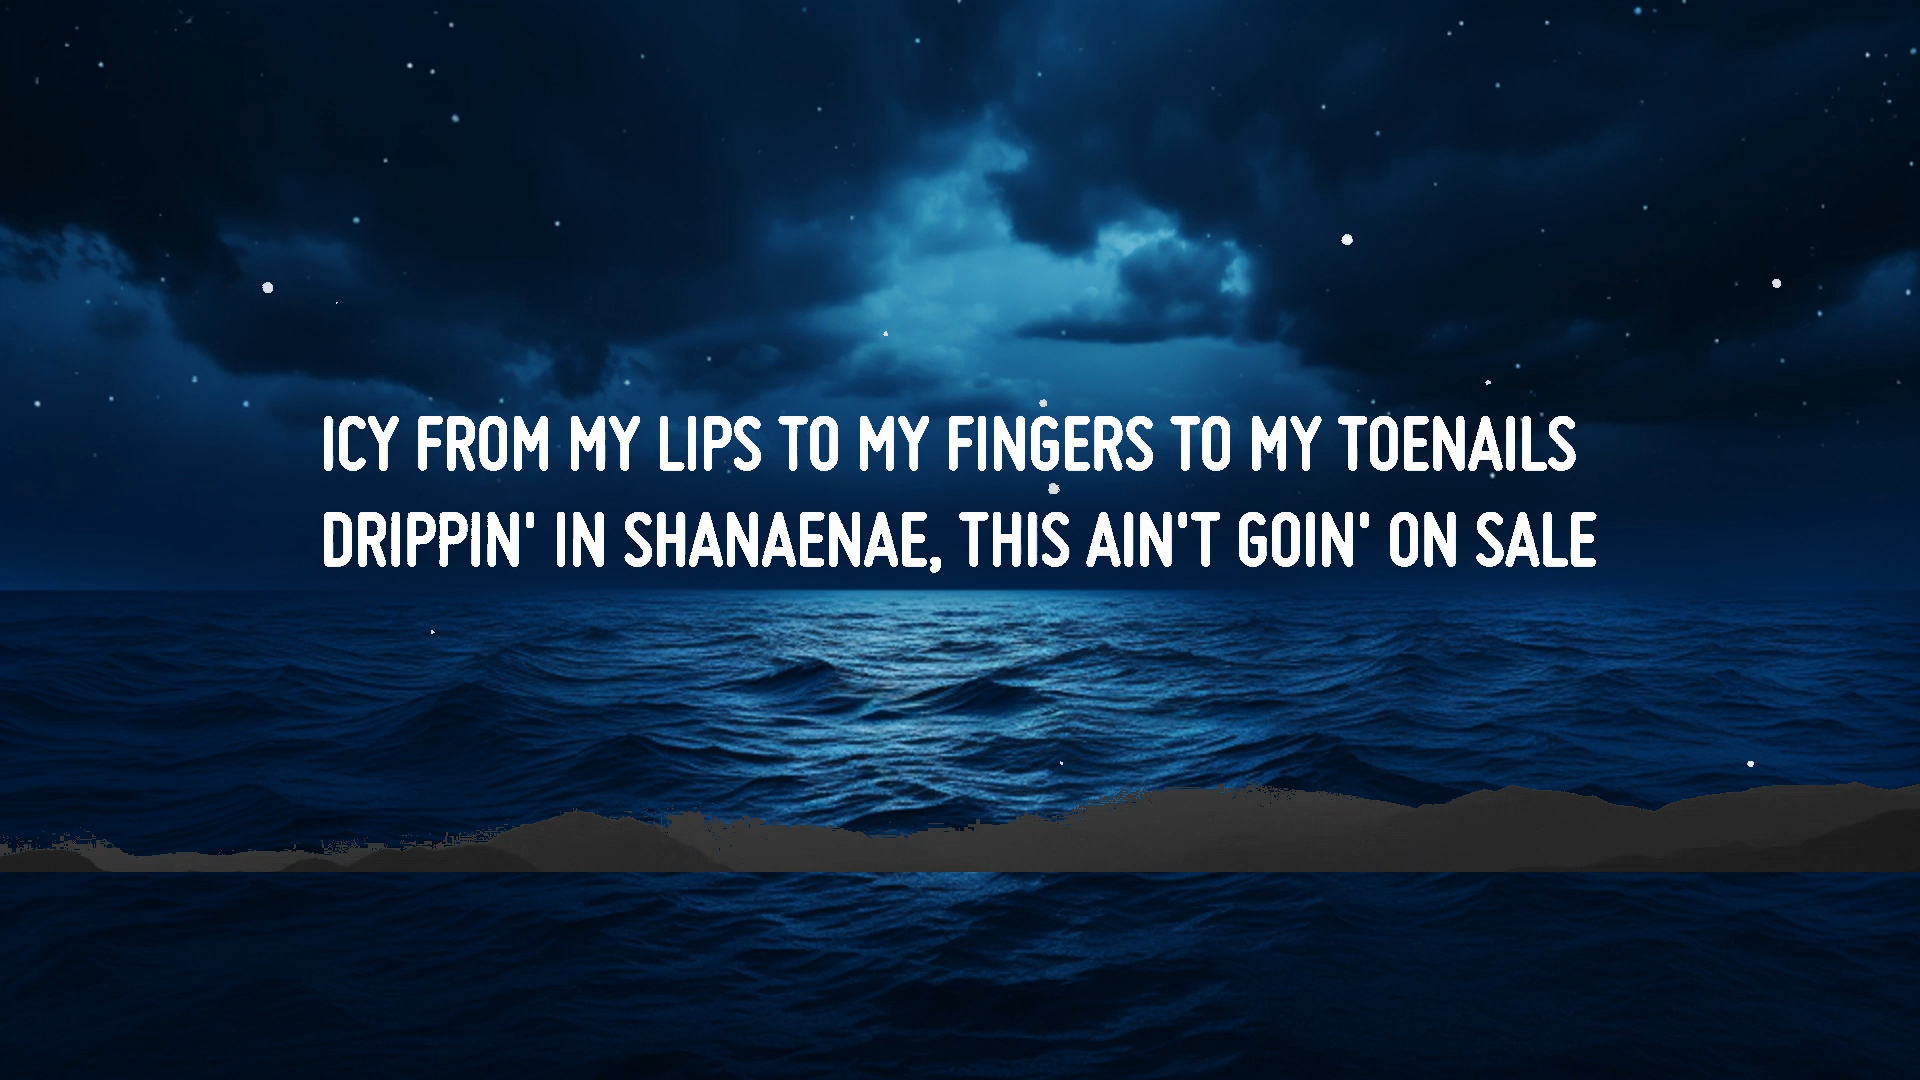 ICY FROM MY LIPS TO MY FINGERS TO MY TOENAILS
DRIPPIN' IN SHANAENAE, THIS AIN'T GOIN' ON SALE